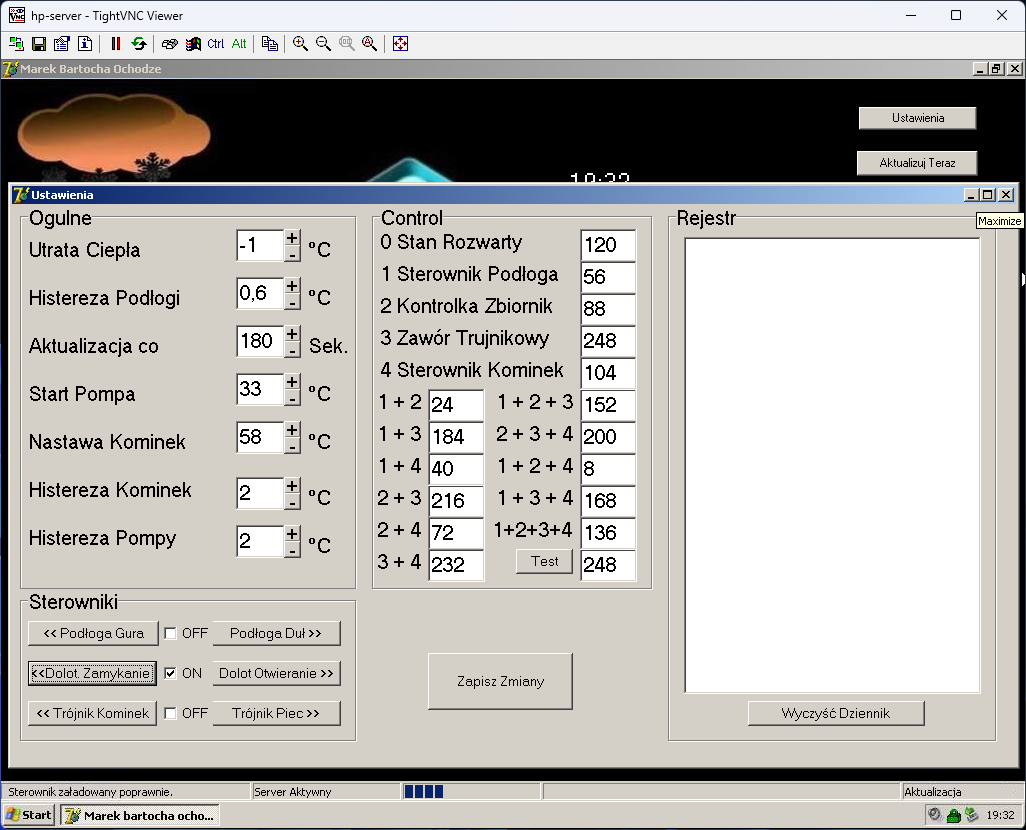 hp-server - TightVNC Viewer
Ctrl Alt
Marek Bartocha Ochodze
Ustawienia
Aktualizuj Teraz
19:32
Ustawienia
Maximize
Ogulne
Utrata Ciepła -1 °C
Histereza Podłogi 0,6 °C
Aktualizacja co 180 Sek.
Start Pompa 33 °C
Nastawa Kominek 58 °C
Histereza Kominek 2 °C
Histereza Pompy 2 °C
Control
0 Stan Rozwarty 120
1 Sterownik Podłoga 56
2 Kontrolka Zbiornik 88
3 Zawór Trujnikowy 248
4 Sterownik Kominek 104
1 + 2 24 1 + 2 + 3 152
1 + 3 184 2 + 3 + 4 200
1 + 4 40 1 + 2 + 4 8
2 + 3 216 1 + 3 + 4 168
2 + 4 72 1+2+3+4 136
3 + 4 232 Test 248
Rejestr
Wyczyść Dziennik
Sterowniki
<< Podłoga Gura OFF Podłoga Duł >>
<<Dolot. Zamykanie ON Dolot Otwieranie >>
<< Trójnik Kominek OFF Trójnik Piec >>
Zapisz Zmiany
Sterownik załadowany poprawnie. Server Aktywny Aktualizacja
Start Marek bartocha ocho... 19:32